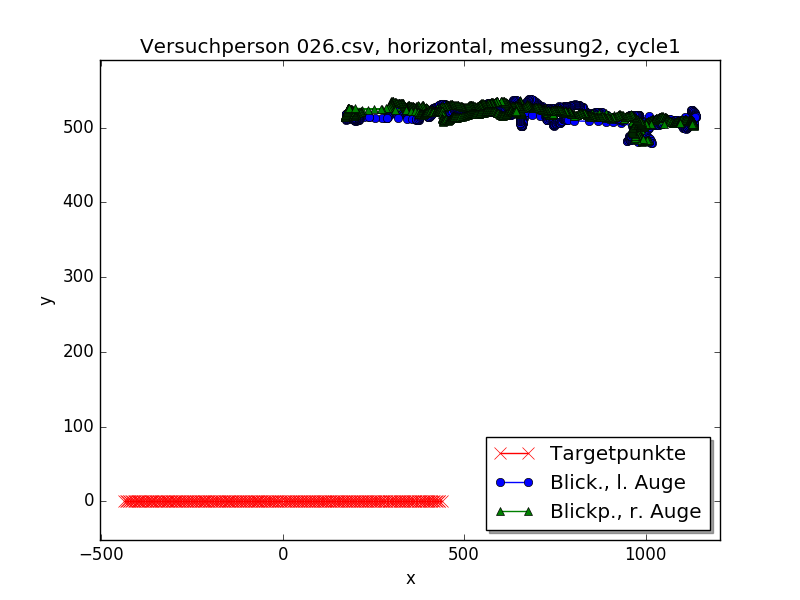 Versuchperson 026.csv, horizontal, messung2, cycle1
y
500
400
300
200
100
0
−500
0
500
1000
x
Targetpunkte
Blick., l. Auge
Blickp., r. Auge